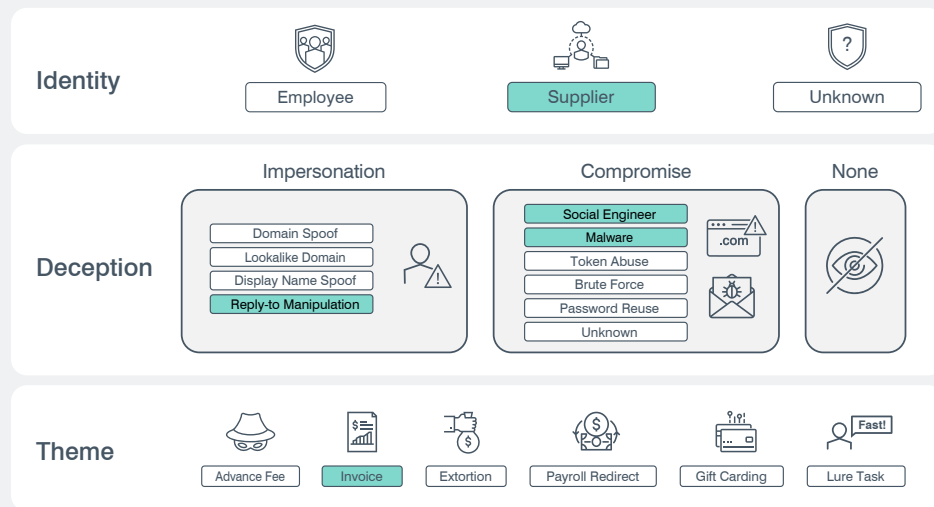 Identity
?
Employee
Supplier
Unknown
Deception
Impersonation
Domain Spoof
Lookalike Domain
Display Name Spoof
Reply-to Manipulation
!
Compromise
Social Engineer
Malware
Token Abuse
Brute Force
Password Reuse
Unknown
!
.com
None
Theme
$
$
$
Fast!
Advance Fee
Invoice
Extortion
Payroll Redirect
Gift Carding
Lure Task